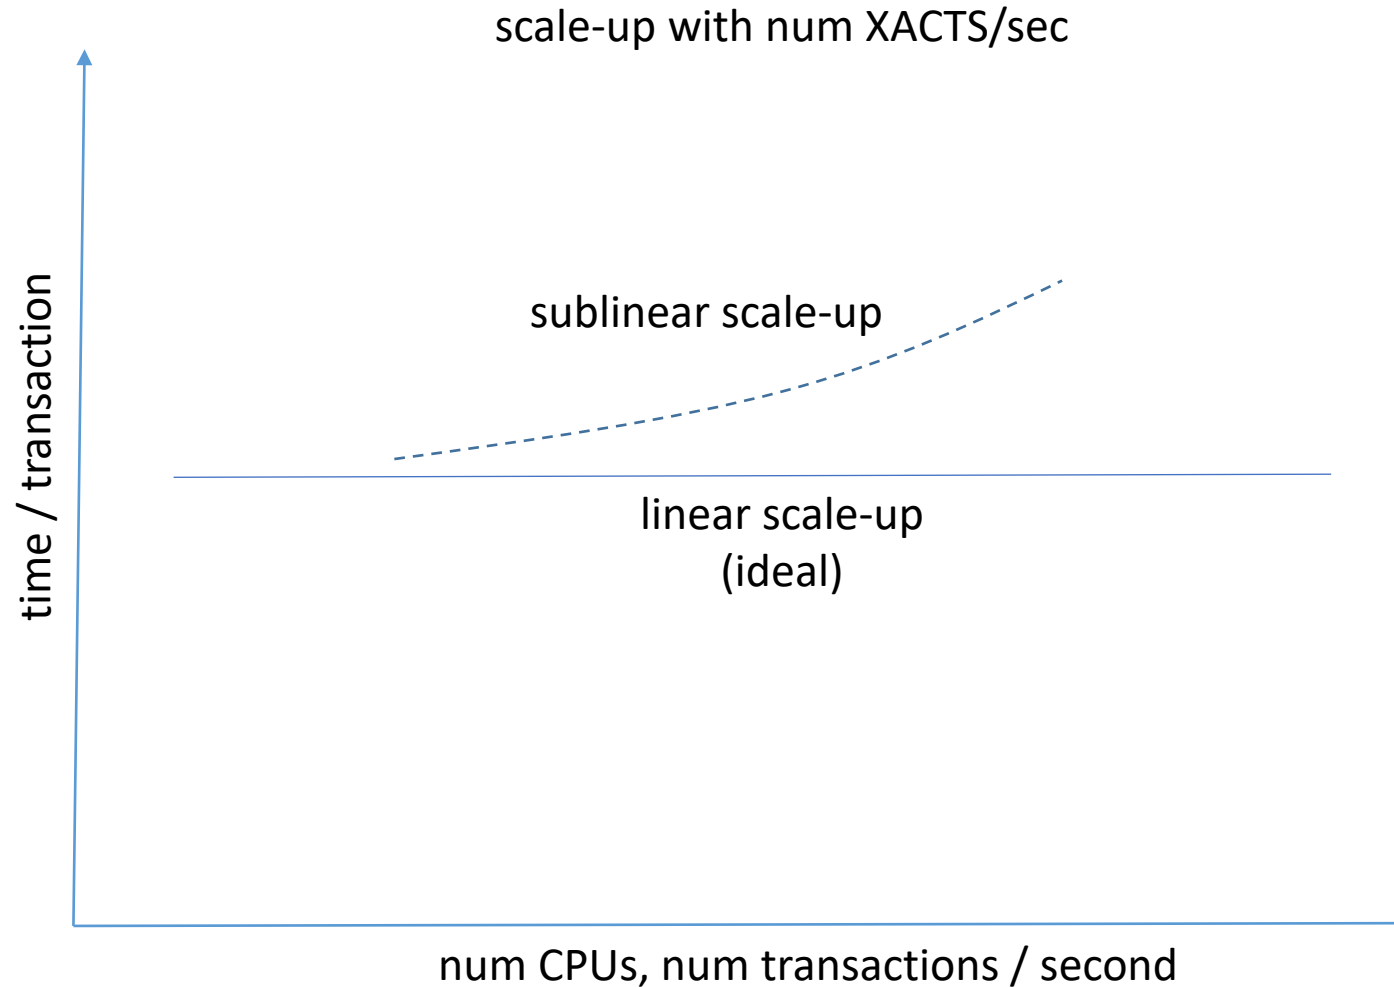 scale-up with num XACTS/sec
time / transaction
sublinear scale-up
linear scale-up
(ideal)
num CPUs, num transactions / second